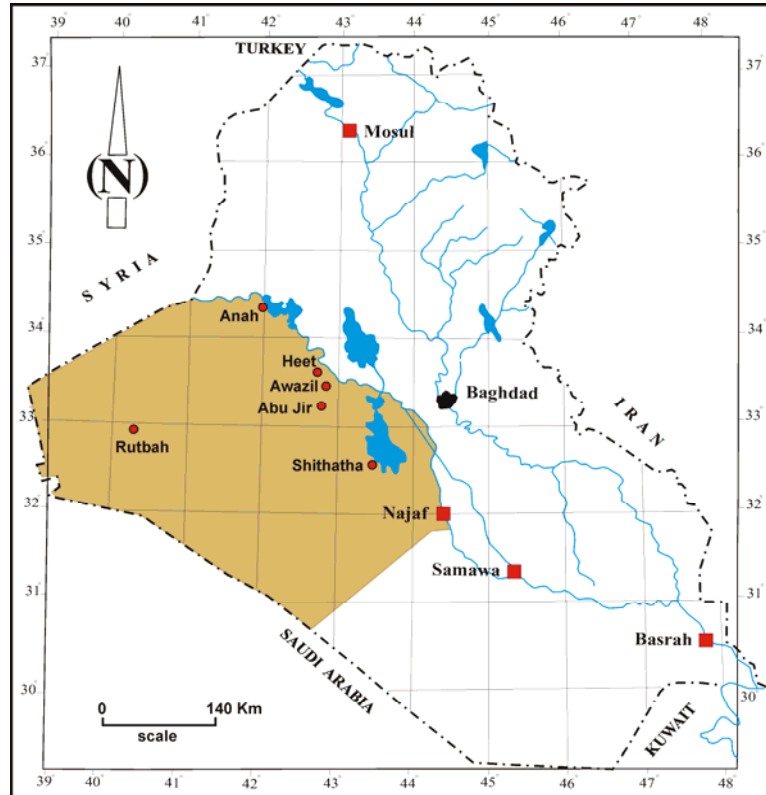 39° 40° 41° 42° 43° 44° 45° 46° 47° 48°
TURKEY
37° 37°
Mosul
(N)
36° 36°
35° 35°
SYRIA
Anah
34° 34°
Heet
Awazil
Baghdad
Abu Jir
IRAN
33° 33°
Rutbah
Shithatha
32° 32°
Najaf
Samawa
31° 31°
Basrah
SAUDI ARABIA
30° 30°
0 140 Km
scale
KUWAIT
39 40 41 42 43 44 45 46 47 48